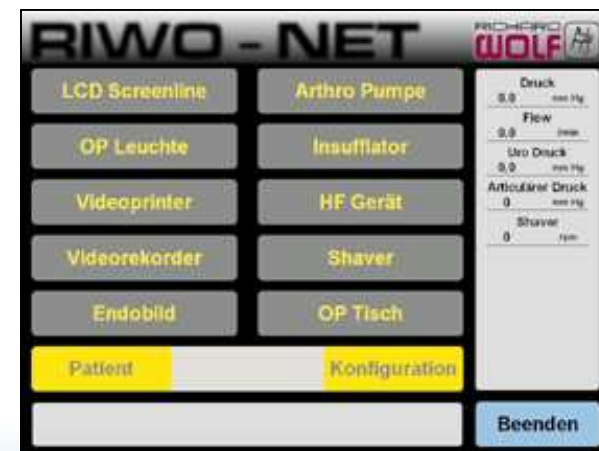 RIWO - NET
RICHARD
WOLF
LCD Screenline
Arthro Pumpe
OP Leuchte
Insufflator
Videoprinter
HF Gerät
Videorekorder
Shaver
Endobild
OP Tisch
Patient
Konfiguration
Druck
0,0 mm Hg
Flow
0,0 l/min
Uro Druck
0,0 mm Hg
Articulärer Druck
0 mm Hg
Shaver
0 rpm
Beenden